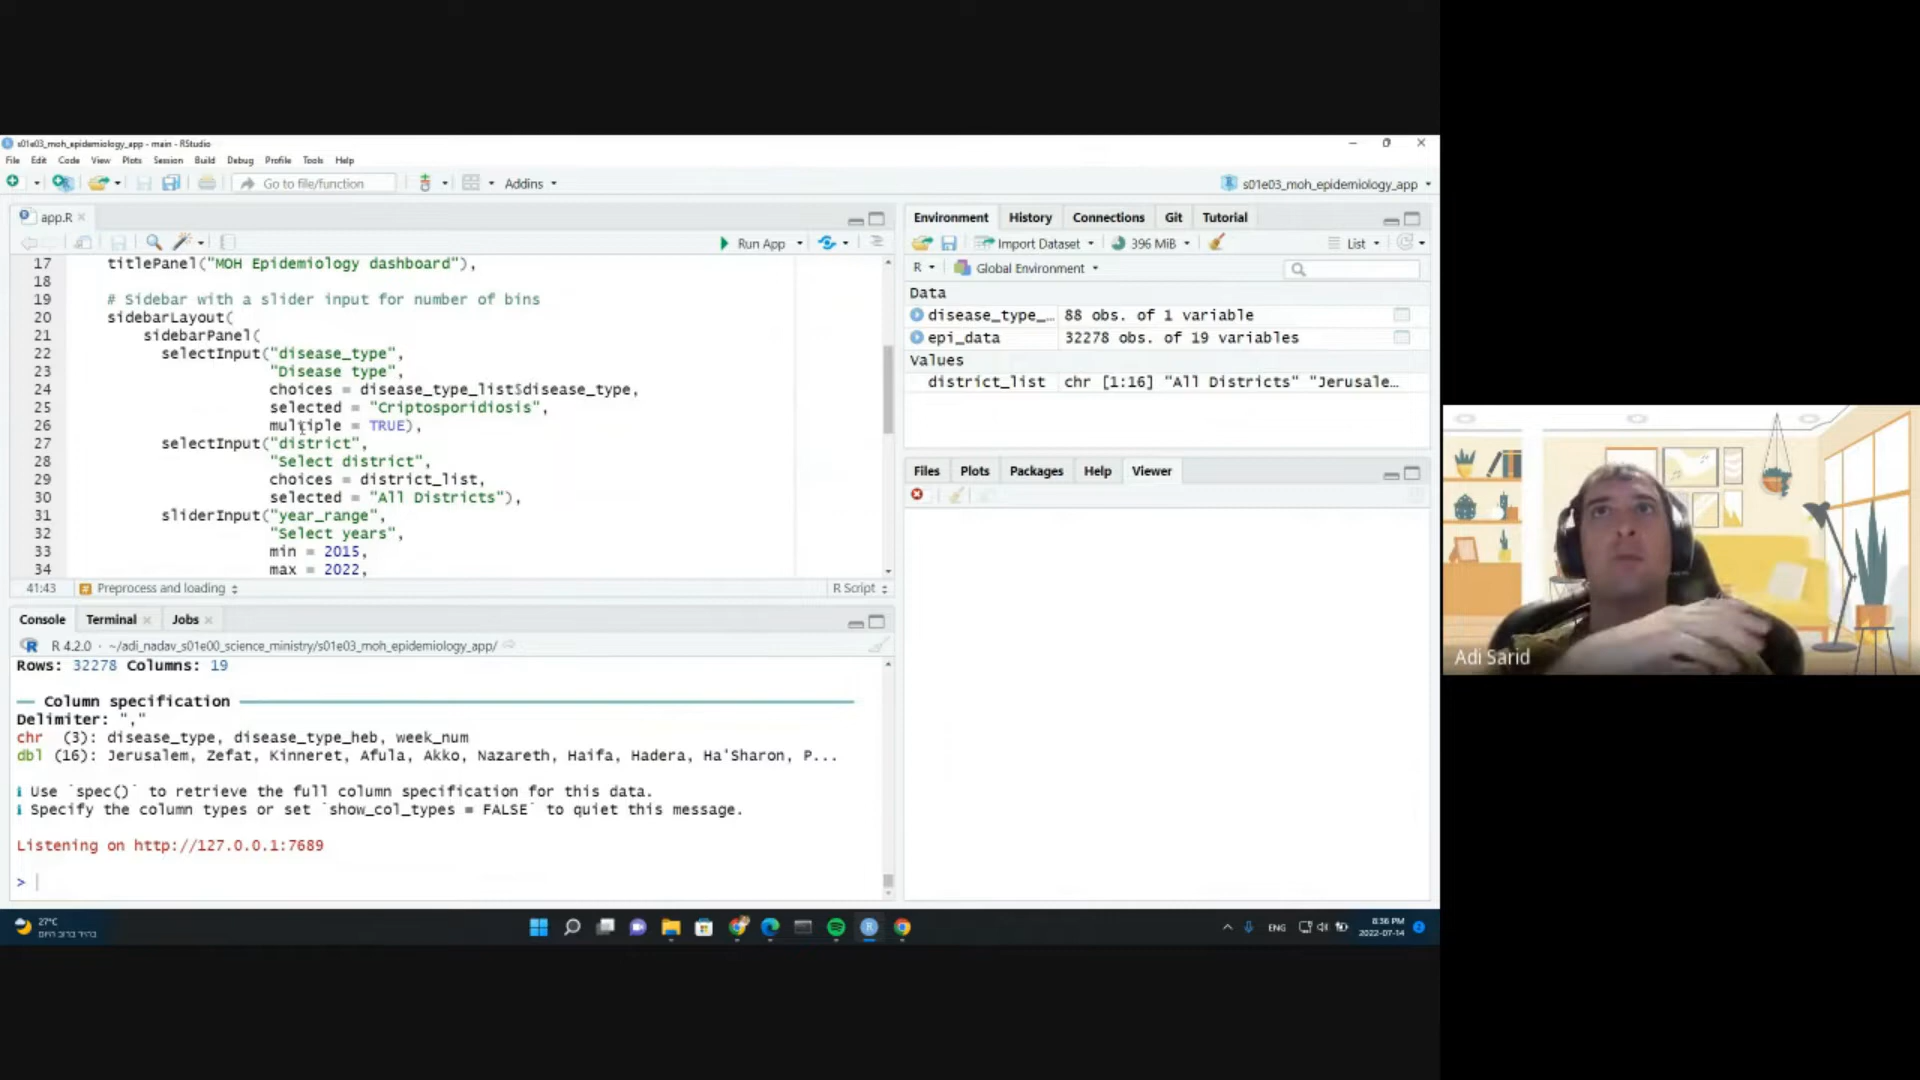 s01e03_moh_epidemiology_app - main - RStudio
File Edit Code View Plots Session Build Debug Profile Tools Help
Go to file/function
Addins
s01e03_moh_epidemiology_app
app.R
Run App
17 titlePanel("MOH Epidemiology dashboard"),
18
19 # Sidebar with a slider input for number of bins
20 sidebarLayout(
21 sidebarPanel(
22 selectInput("disease_type",
23 "Disease type",
24 choices = disease_type_list$disease_type,
25 selected = "Criptosporidiosis",
26 multiple = TRUE),
27 selectInput("district",
28 "Select district",
29 choices = district_list,
30 selected = "All Districts"),
31 sliderInput("year_range",
32 "Select years",
33 min = 2015,
34 max = 2022,
41:43 Preprocess and loading R Script
Console Terminal Jobs
R 4.2.0 · ~/adi_nadav_s01e00_science_ministry/s01e03_moh_epidemiology_app/
Rows: 32278 Columns: 19
Column specification
Delimiter: ","
chr (3): disease_type, disease_type_heb, week_num
dbl (16): Jerusalem, Zefat, Kinneret, Afula, Akko, Nazareth, Haifa, Hadera, Ha'Sharon, P...
i Use `spec()` to retrieve the full column specification for this data.
i Specify the column types or set `show_col_types = FALSE` to quiet this message.
Listening on http://127.0.0.1:7689
>
Environment History Connections Git Tutorial
Import Dataset 396 MiB List
R Global Environment
Data
disease_type_… 88 obs. of 1 variable
epi_data 32278 obs. of 19 variables
Values
district_list chr [1:16] "All Districts" "Jerusale…
Files Plots Packages Help Viewer
Adi Sarid
27°C
ENG
8:36 PM
2022-07-14